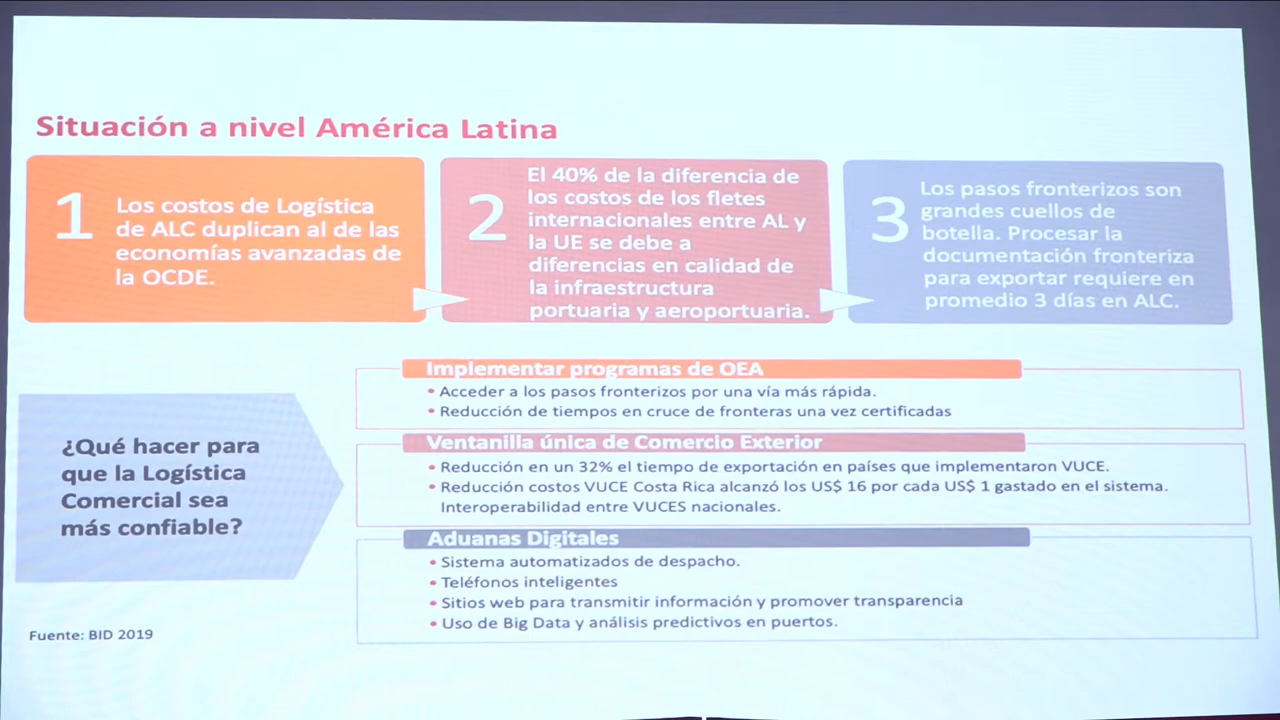 Situación a nivel América Latina
1
Los costos de Logística
de ALC duplican al de las
economías avanzadas de
la OCDE.
2
El 40% de la diferencia de
los costos de los fletes
internacionales entre AL y
la UE se debe a
diferencias en calidad de
la infraestructura
portuaria y aeroportuaria.
3
Los pasos fronterizos son
grandes cuellos de
botella. Procesar la
documentación fronteriza
para exportar requiere en
promedio 3 días en ALC.
¿Qué hacer para
que la Logística
Comercial sea
más confiable?
Implementar programas de OEA
• Acceder a los pasos fronterizos por una vía más rápida.
• Reducción de tiempos en cruce de fronteras una vez certificadas
Ventanilla única de Comercio Exterior
• Reducción en un 32% el tiempo de exportación en países que implementaron VUCE.
• Reducción costos VUCE Costa Rica alcanzó los US$ 16 por cada US$ 1 gastado en el sistema.
Interoperabilidad entre VUCES nacionales.
Aduanas Digitales
• Sistema automatizados de despacho.
• Teléfonos inteligentes
• Sitios web para transmitir información y promover transparencia
• Uso de Big Data y análisis predictivos en puertos.
Fuente: BID 2019